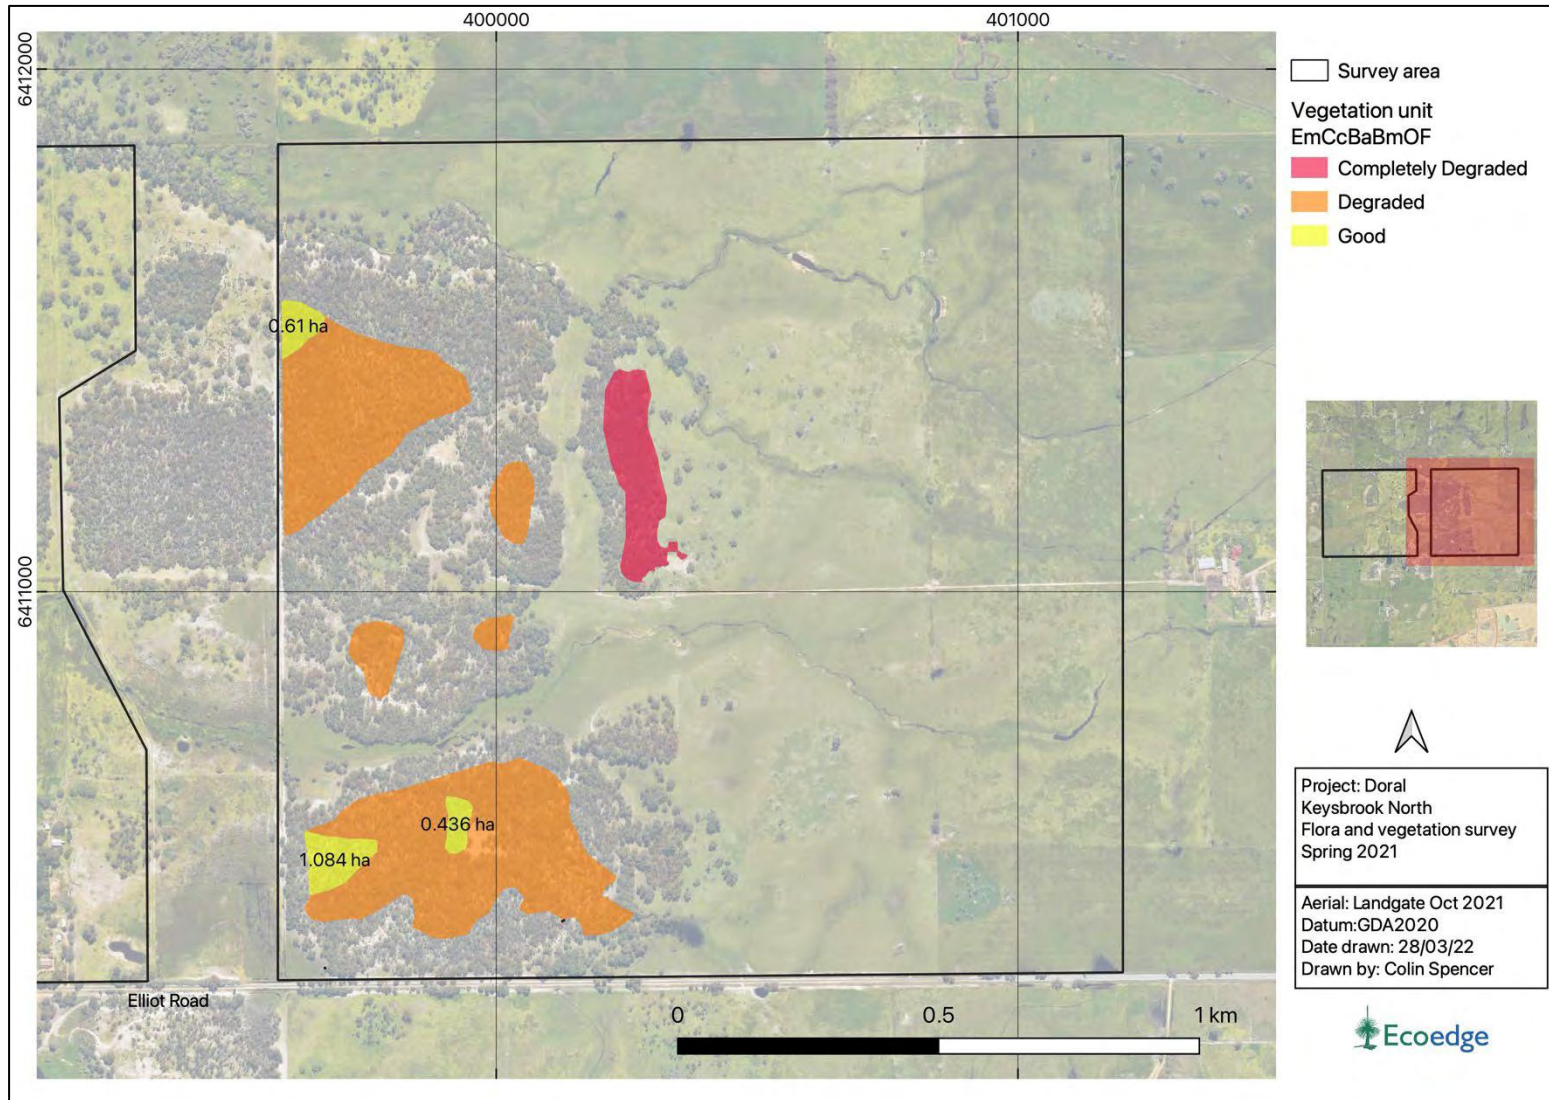 400000
401000
6412000
6411000
Survey area
Vegetation unit
EmCcBaBmOF
Completely Degraded
Degraded
Good
0.61 ha
0.436 ha
1.084 ha
Elliot Road
0
0.5
1 km
Project: Doral
Keysbrook North
Flora and vegetation survey
Spring 2021
Aerial: Landgate Oct 2021
Datum:GDA2020
Date drawn: 28/03/22
Drawn by: Colin Spencer
Ecoedge